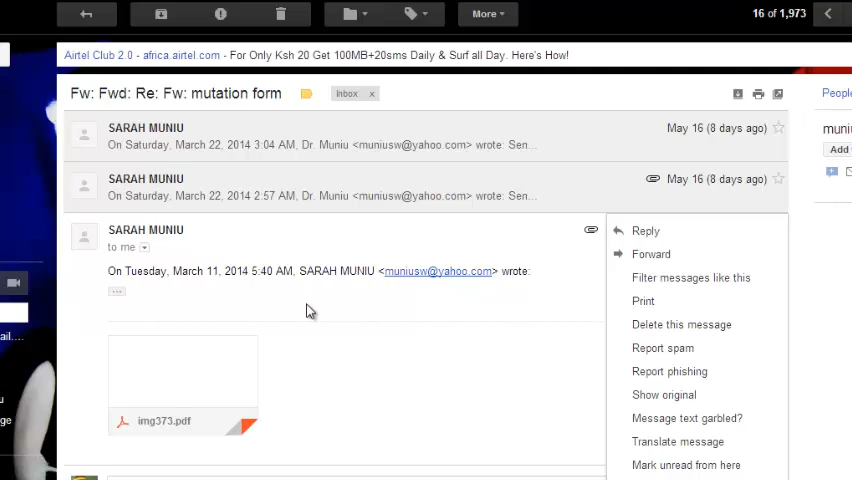 More
16 of 1,973
Airtel Club 2.0 - africa.airtel.com - For Only Ksh 20 Get 100MB+20sms Daily & Surf all Day. Here's How!
Fw: Fwd: Re: Fw: mutation form
Inbox x
People
SARAH MUNIU
May 16 (8 days ago)
On Saturday, March 22, 2014 3:04 AM, Dr. Muniu <muniusw@yahoo.com> wrote: Sen...
muni
Add
SARAH MUNIU
May 16 (8 days ago)
On Saturday, March 22, 2014 2:57 AM, Dr. Muniu <muniusw@yahoo.com> wrote: Sen...
SARAH MUNIU
to me
On Tuesday, March 11, 2014 5:40 AM, SARAH MUNIU <muniusw@yahoo.com> wrote:
...
img373.pdf
Reply
Forward
Filter messages like this
Print
Delete this message
Report spam
Report phishing
Show original
Message text garbled?
Translate message
Mark unread from here
ail....
ge